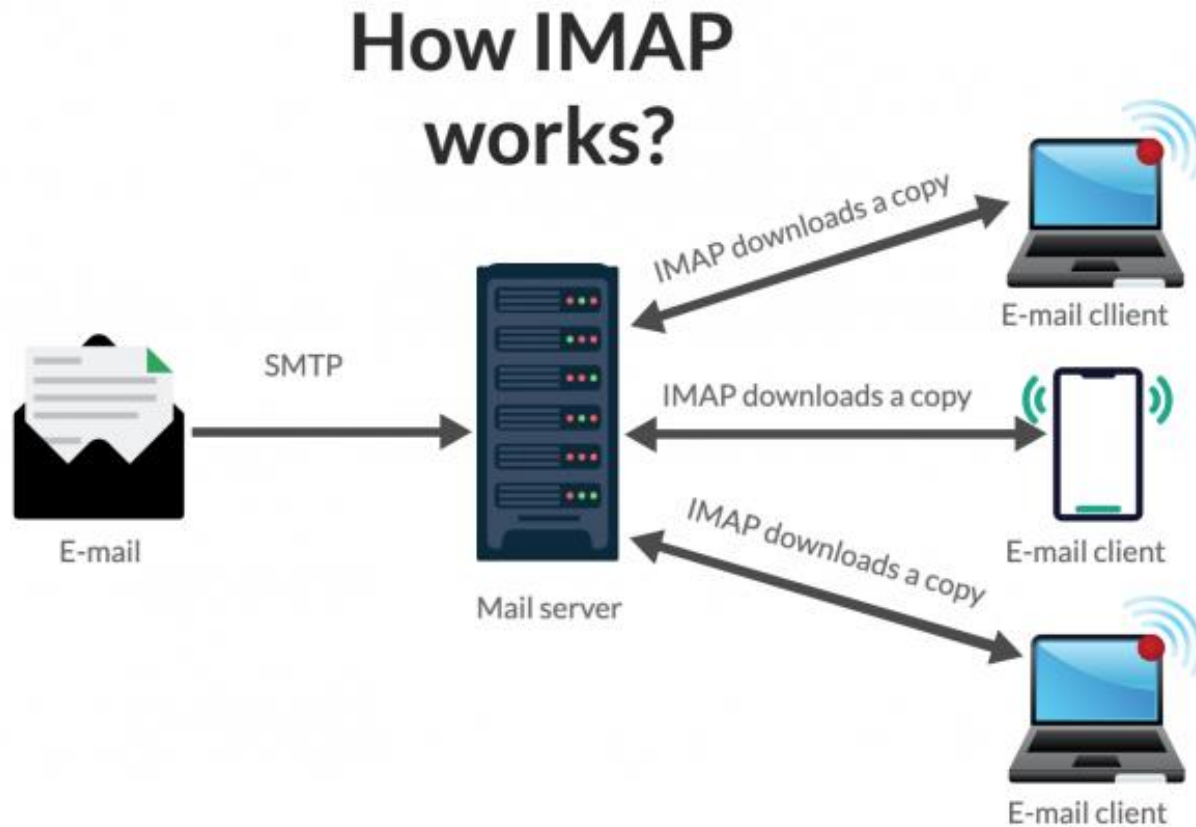 How IMAP
works?
IMAP downloads a copy
E-mail cllient
SMTP
IMAP downloads a copy
E-mail
Mail server
E-mail client
IMAP downloads a copy
E-mail client